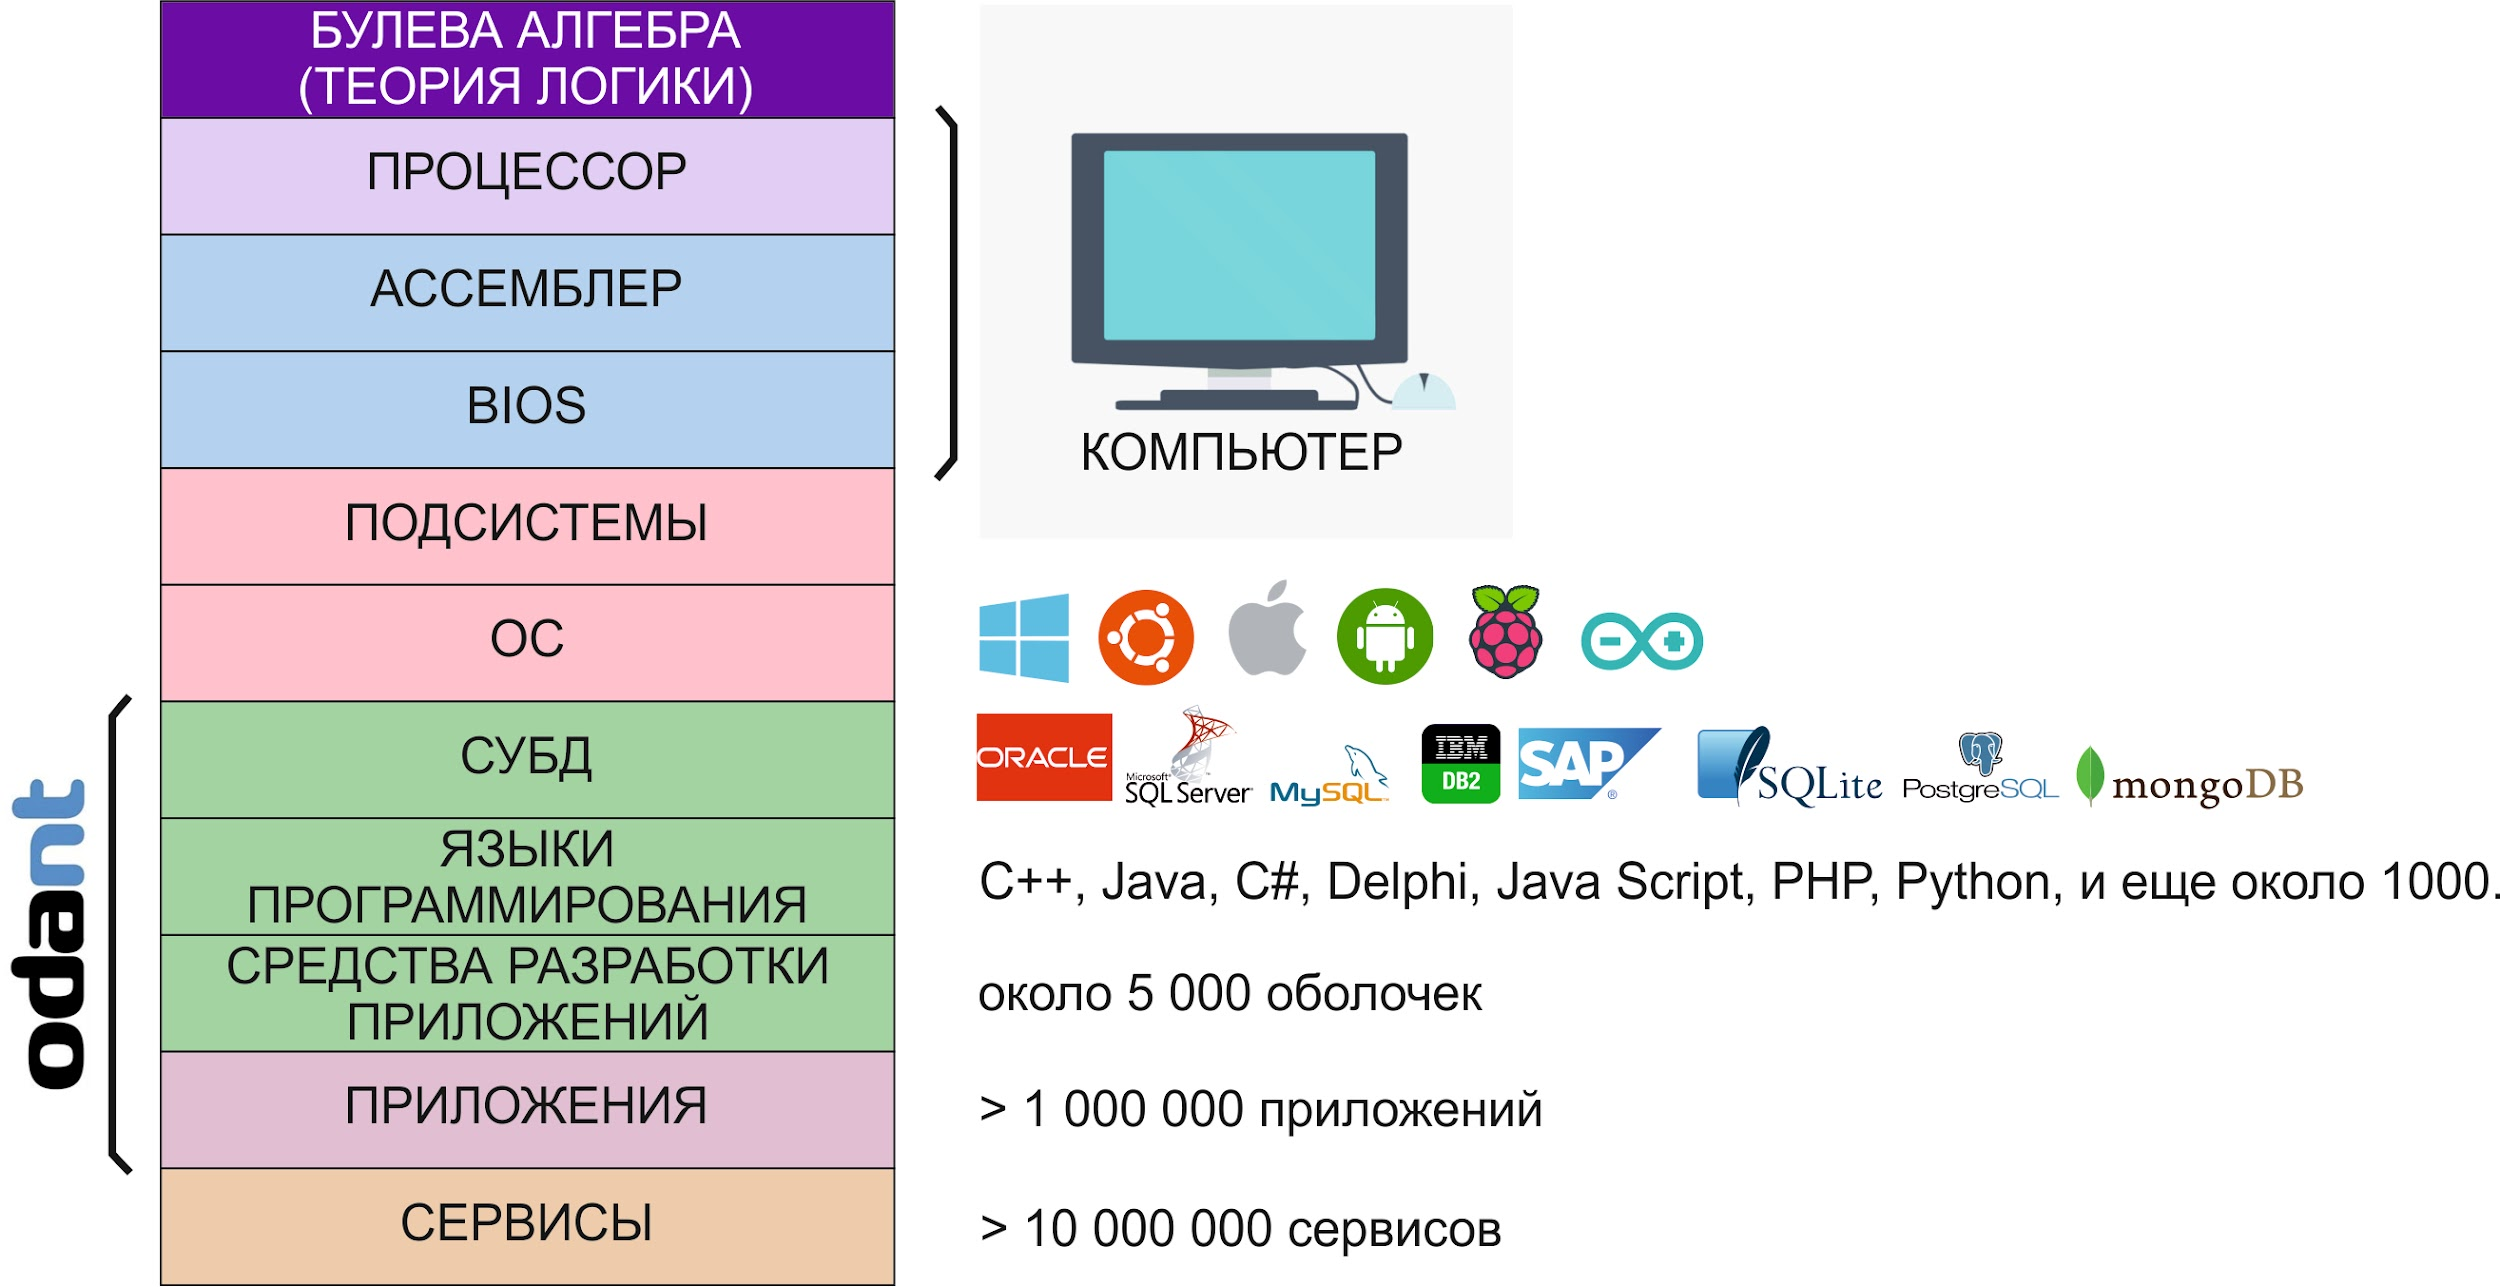 БУЛЕВА АЛГЕБРА
(ТЕОРИЯ ЛОГИКИ)
ПРОЦЕССОР
АССЕМБЛЕР
BIOS
КОМПЬЮТЕР
ПОДСИСТЕМЫ
ОС
СУБД
ORACLE
Microsoft®
SQL Server®
MySQL™
IBM
DB2
SAP®
SQLite
PostgreSQL
mongoDB
ЯЗЫКИ
ПРОГРАММИРОВАНИЯ
C++, Java, C#, Delphi, Java Script, PHP, Python, и еще около 1000.
СРЕДСТВА РАЗРАБОТКИ
ПРИЛОЖЕНИЙ
около 5 000 оболочек
ПРИЛОЖЕНИЯ
> 1 000 000 приложений
СЕРВИСЫ
> 10 000 000 сервисов
odant